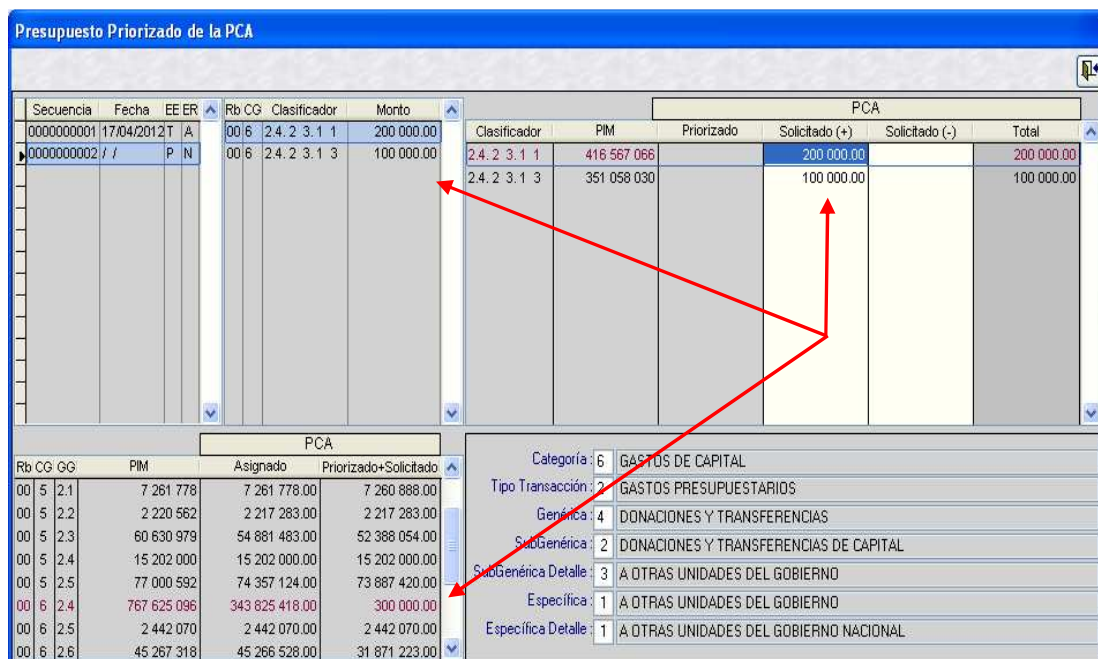 Presupuesto Priorizado de la PCA
Secuencia Fecha EE ER
0000000001 17/04/2012 T A
0000000002 / / P N
Rb CG Clasificador Monto
00 6 2.4. 2 3.1 1 200 000.00
00 6 2.4. 2 3.1 3 100 000.00
PCA
Clasificador PIM Priorizado Solicitado (+) Solicitado (-) Total
2.4. 2 3.1 1 416 567 066 200 000.00 200 000.00
2.4. 2 3.1 3 351 058 030 100 000.00 100 000.00
PCA
Rb CG GG PIM Asignado Priorizado+Solicitado
00 5 2.1 7 261 778 7 261 778.00 7 260 888.00
00 5 2.2 2 220 562 2 217 283.00 2 217 283.00
00 5 2.3 60 630 979 54 881 483.00 52 388 054.00
00 5 2.4 15 202 000 15 202 000.00 15 202 000.00
00 5 2.5 77 000 592 74 357 124.00 73 887 420.00
00 6 2.4 767 625 096 343 825 418.00 300 000.00
00 6 2.5 2 442 070 2 442 070.00 2 442 070.00
00 6 2.6 45 267 318 45 266 528.00 31 871 223.00
Categoría : 6 GASTOS DE CAPITAL
Tipo Transacción : 2 GASTOS PRESUPUESTARIOS
Genérica : 4 DONACIONES Y TRANSFERENCIAS
SubGenérica : 2 DONACIONES Y TRANSFERENCIAS DE CAPITAL
SubGenérica Detalle : 3 A OTRAS UNIDADES DEL GOBIERNO
Específica : 1 A OTRAS UNIDADES DEL GOBIERNO
Específica Detalle : 1 A OTRAS UNIDADES DEL GOBIERNO NACIONAL